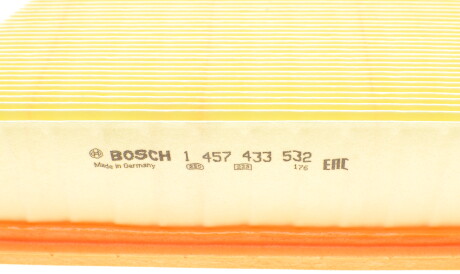 BOSCH 1 457 433 532
Made in Germany 176 EAC